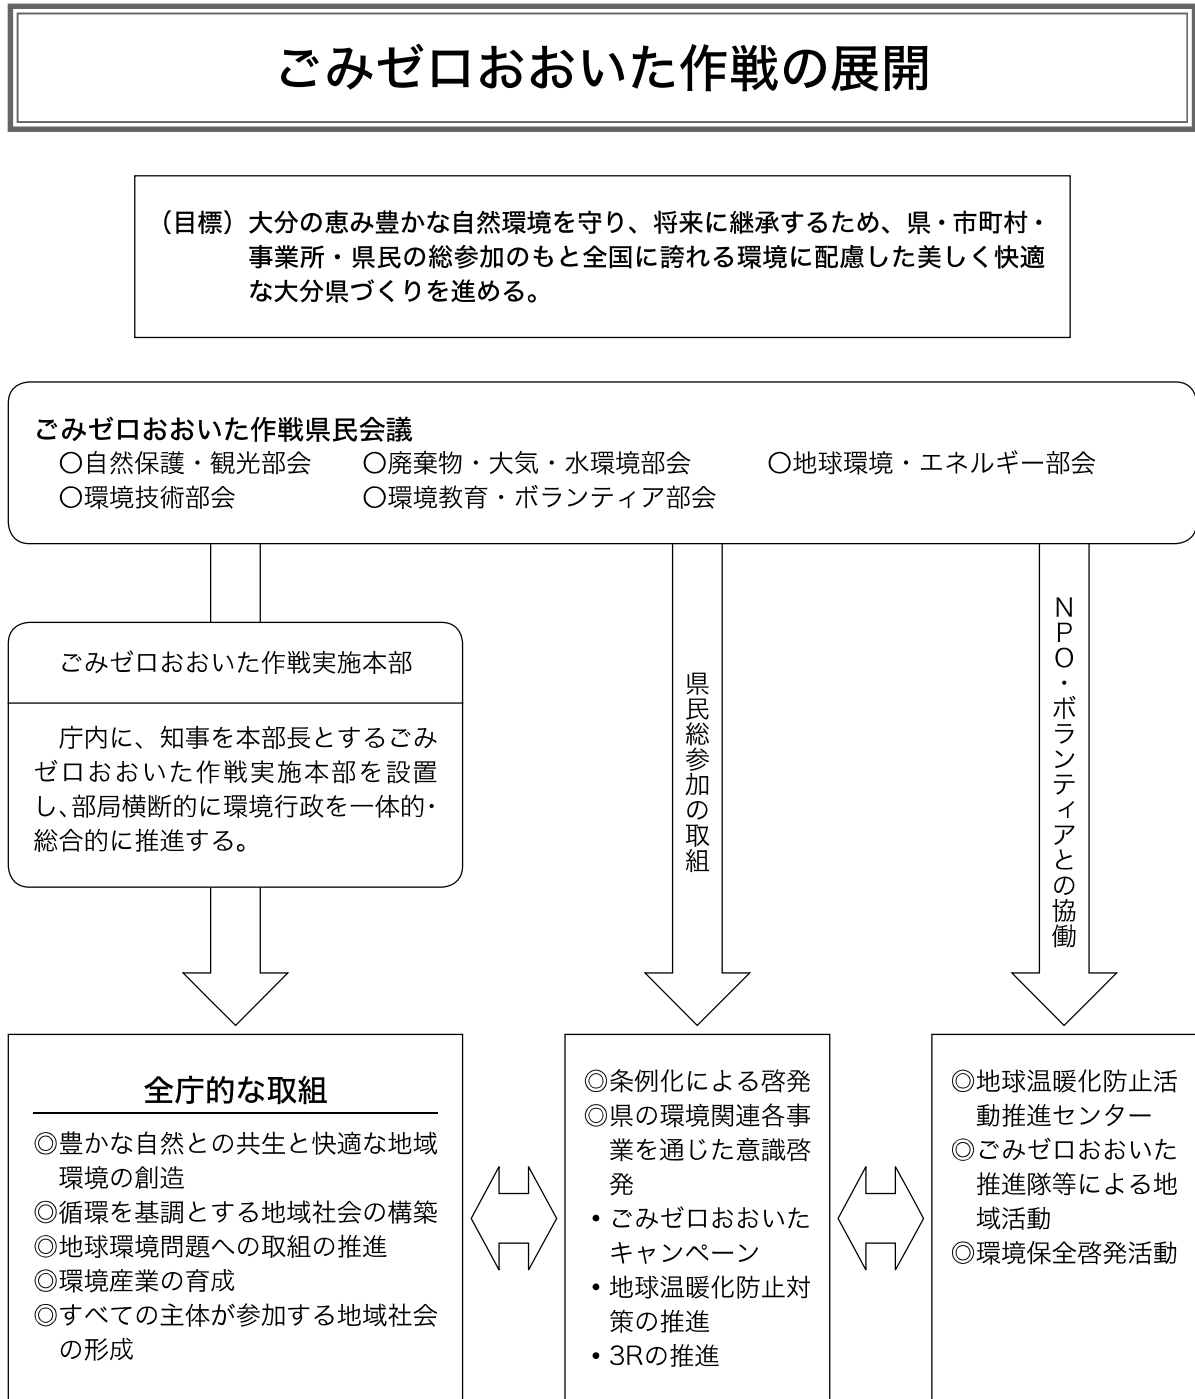 ごみゼロおおいた作戦の展開
（目標）大分の恵み豊かな自然環境を守り、将来に継承するため、県・市町村・
事業所・県民の総参加のもと全国に誇れる環境に配慮した美しく快適
な大分県づくりを進める。
ごみゼロおおいた作戦県民会議
○自然保護・観光部会 ○廃棄物・大気・水環境部会 ○地球環境・エネルギー部会
○環境技術部会 ○環境教育・ボランティア部会
ごみゼロおおいた作戦実施本部
庁内に、知事を本部長とするごみ
ゼロおおいた作戦実施本部を設置
し、部局横断的に環境行政を一体的・
総合的に推進する。
県民総参加の取組
NPO・ボランティアとの協働
全庁的な取組
◎豊かな自然との共生と快適な地域
環境の創造
◎循環を基調とする地域社会の構築
◎地球環境問題への取組の推進
◎環境産業の育成
◎すべての主体が参加する地域社会
の形成
◎条例化による啓発
◎県の環境関連各事
業を通じた意識啓
発
・ごみゼロおおいた
キャンペーン
・地球温暖化防止対
策の推進
・3Rの推進
◎地球温暖化防止活
動推進センター
◎ごみゼロおおいた
推進隊等による地
域活動
◎環境保全啓発活動